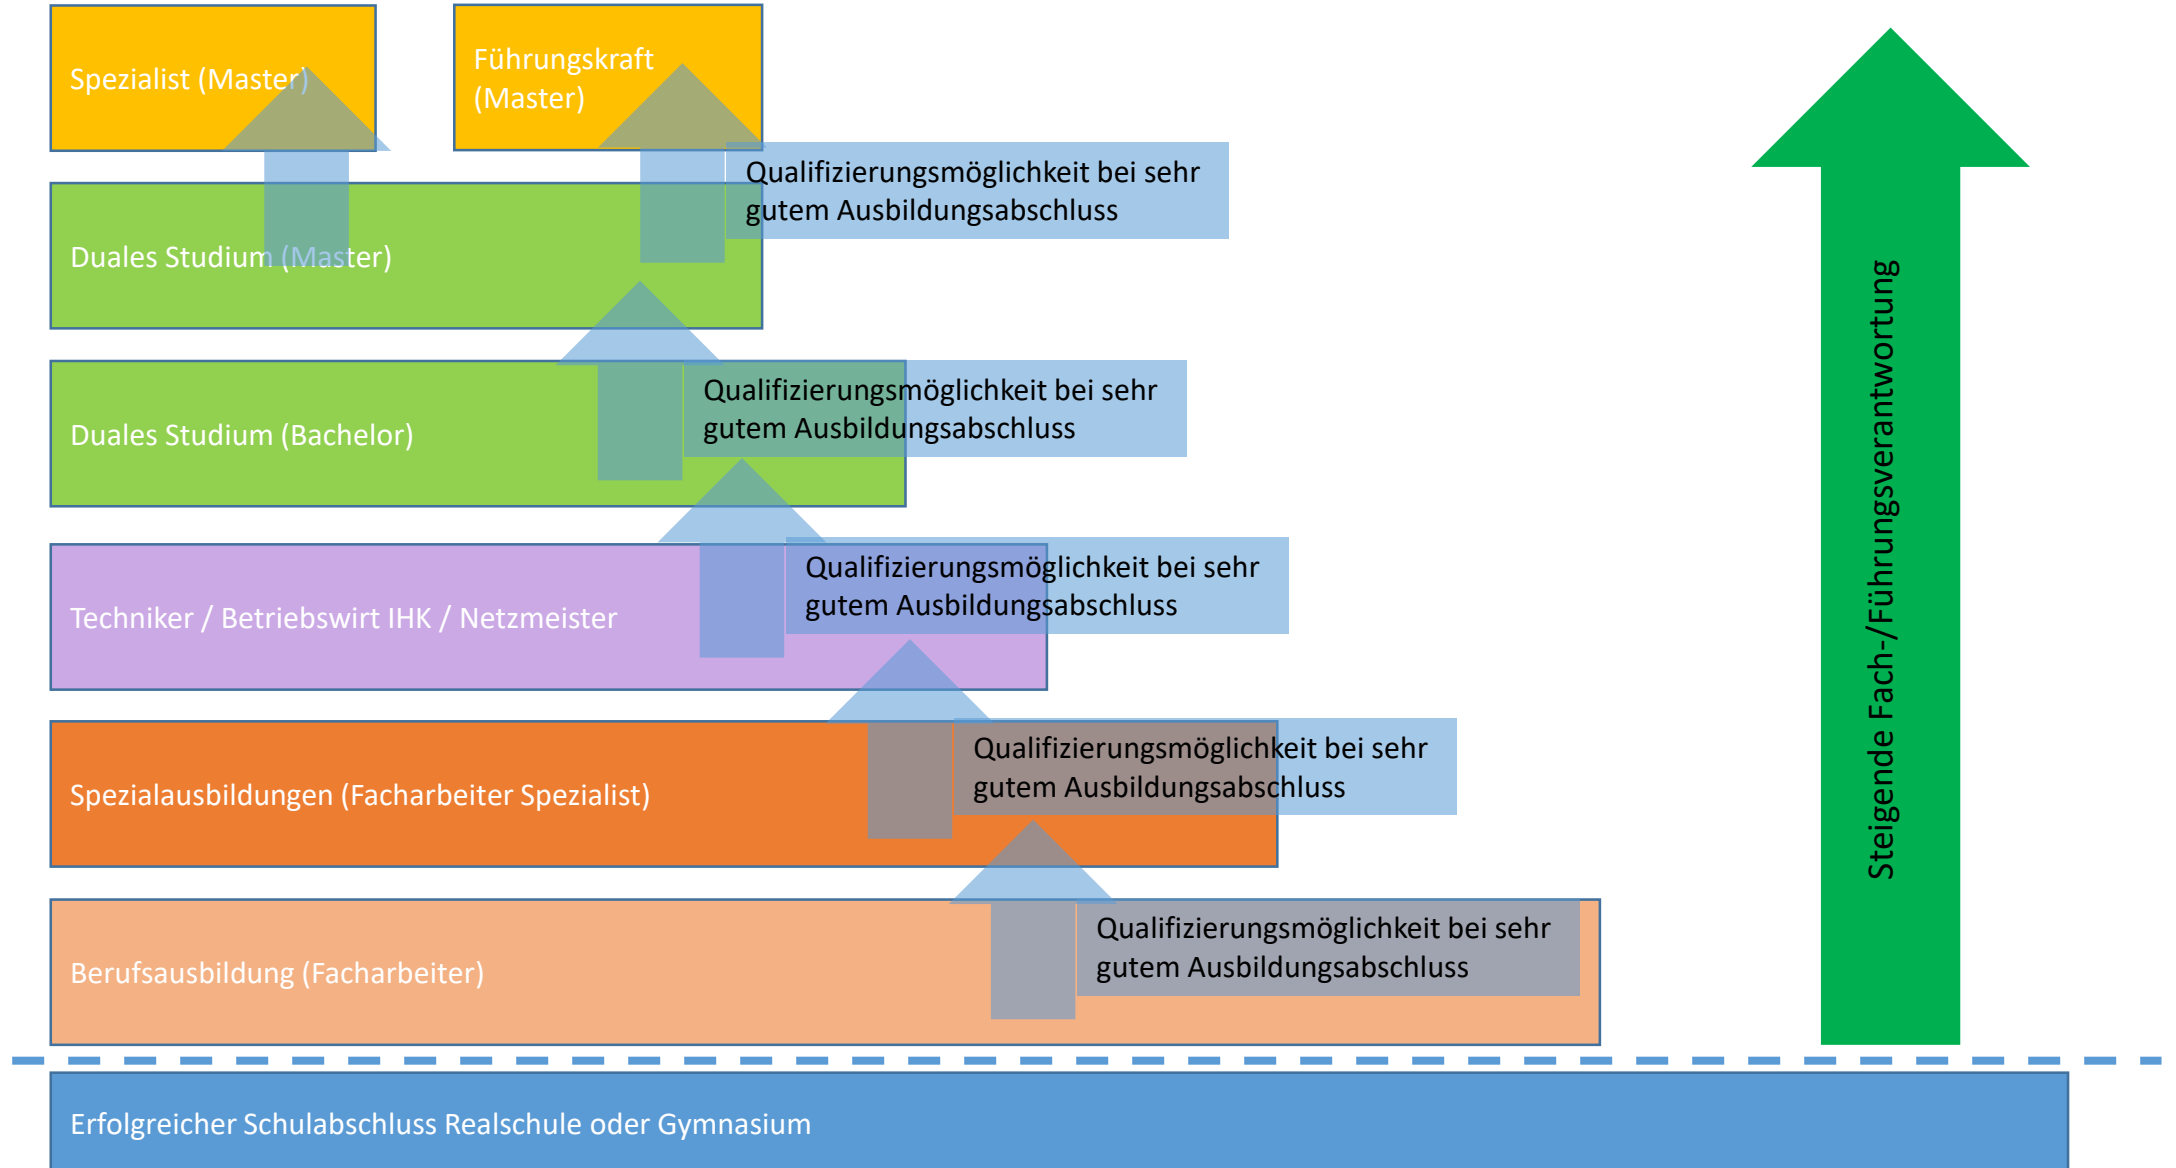 Spezialist (Master)
Führungskraft
(Master)
Qualifizierungsmöglichkeit bei sehr
gutem Ausbildungsabschluss
Duales Studium (Master)
Qualifizierungsmöglichkeit bei sehr
gutem Ausbildungsabschluss
Duales Studium (Bachelor)
Qualifizierungsmöglichkeit bei sehr
gutem Ausbildungsabschluss
Techniker / Betriebswirt IHK / Netzmeister
Qualifizierungsmöglichkeit bei sehr
gutem Ausbildungsabschluss
Spezialausbildungen (Facharbeiter Spezialist)
Qualifizierungsmöglichkeit bei sehr
gutem Ausbildungsabschluss
Berufsausbildung (Facharbeiter)
Erfolgreicher Schulabschluss Realschule oder Gymnasium
Steigende Fach-/Führungsverantwortung